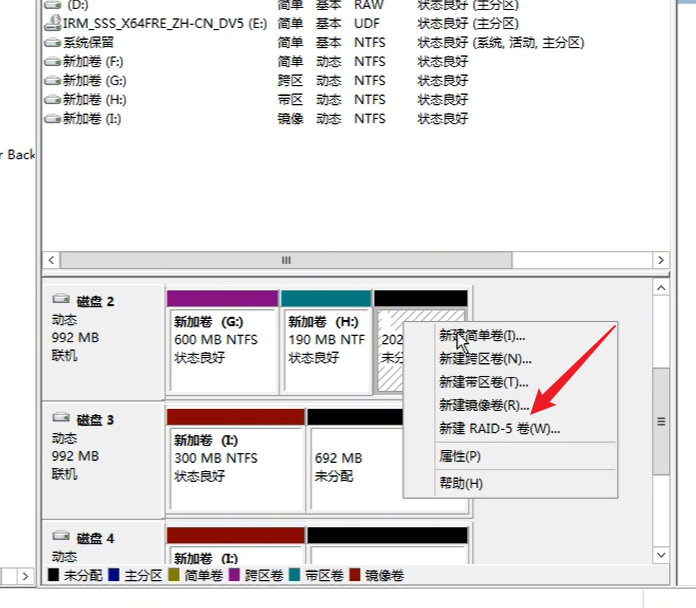 (D:) 简单 基本 RAW 状态良好 (主分区)
IRM_SSS_X64FRE_ZH-CN_DV5 (E:) 简单 基本 UDF 状态良好 (主分区)
系统保留 简单 基本 NTFS 状态良好 (系统, 活动, 主分区)
新加卷 (F:) 简单 动态 NTFS 状态良好
新加卷 (G:) 跨区 动态 NTFS 状态良好
新加卷 (H:) 带区 动态 NTFS 状态良好
新加卷 (I:) 镜像 动态 NTFS 状态良好
r Back
磁盘 2
动态
992 MB
联机
新加卷 (G:)
600 MB NTFS
状态良好
新加卷 (H:)
190 MB NTF
状态良好
202
未分
新建简单卷(I)...
新建跨区卷(N)...
新建带区卷(T)...
新建镜像卷(R)...
新建 RAID-5 卷(W)...
属性(P)
帮助(H)
磁盘 3
动态
992 MB
联机
新加卷 (I:)
300 MB NTFS
状态良好
692 MB
未分配
磁盘 4
动态
新加卷 (I:)
未分配 主分区 简单卷 跨区卷 带区卷 镜像卷